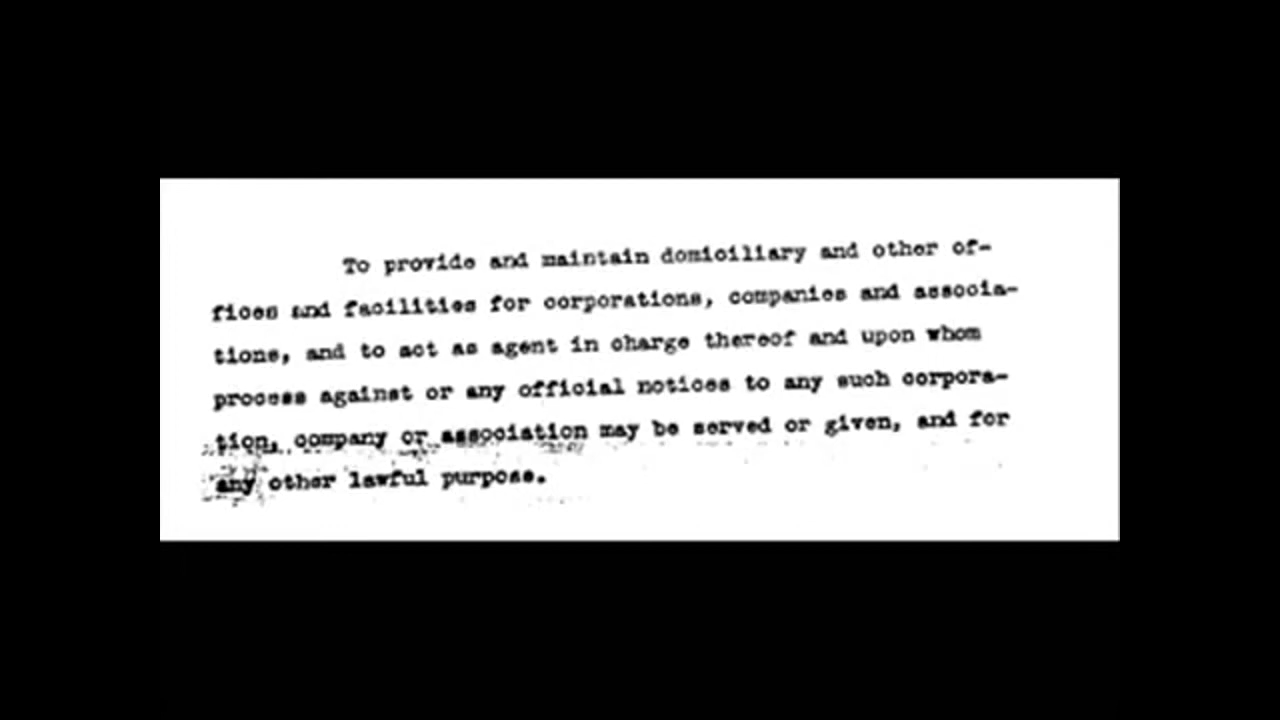 To provide and maintain domiciliary and other of-
fices and facilities for corporations, companies and associa-
tions, and to act as agent in charge thereof and upon whom
process against or any official notices to any such corpora-
tion, company or association may be served or given, and for
any other lawful purpose.